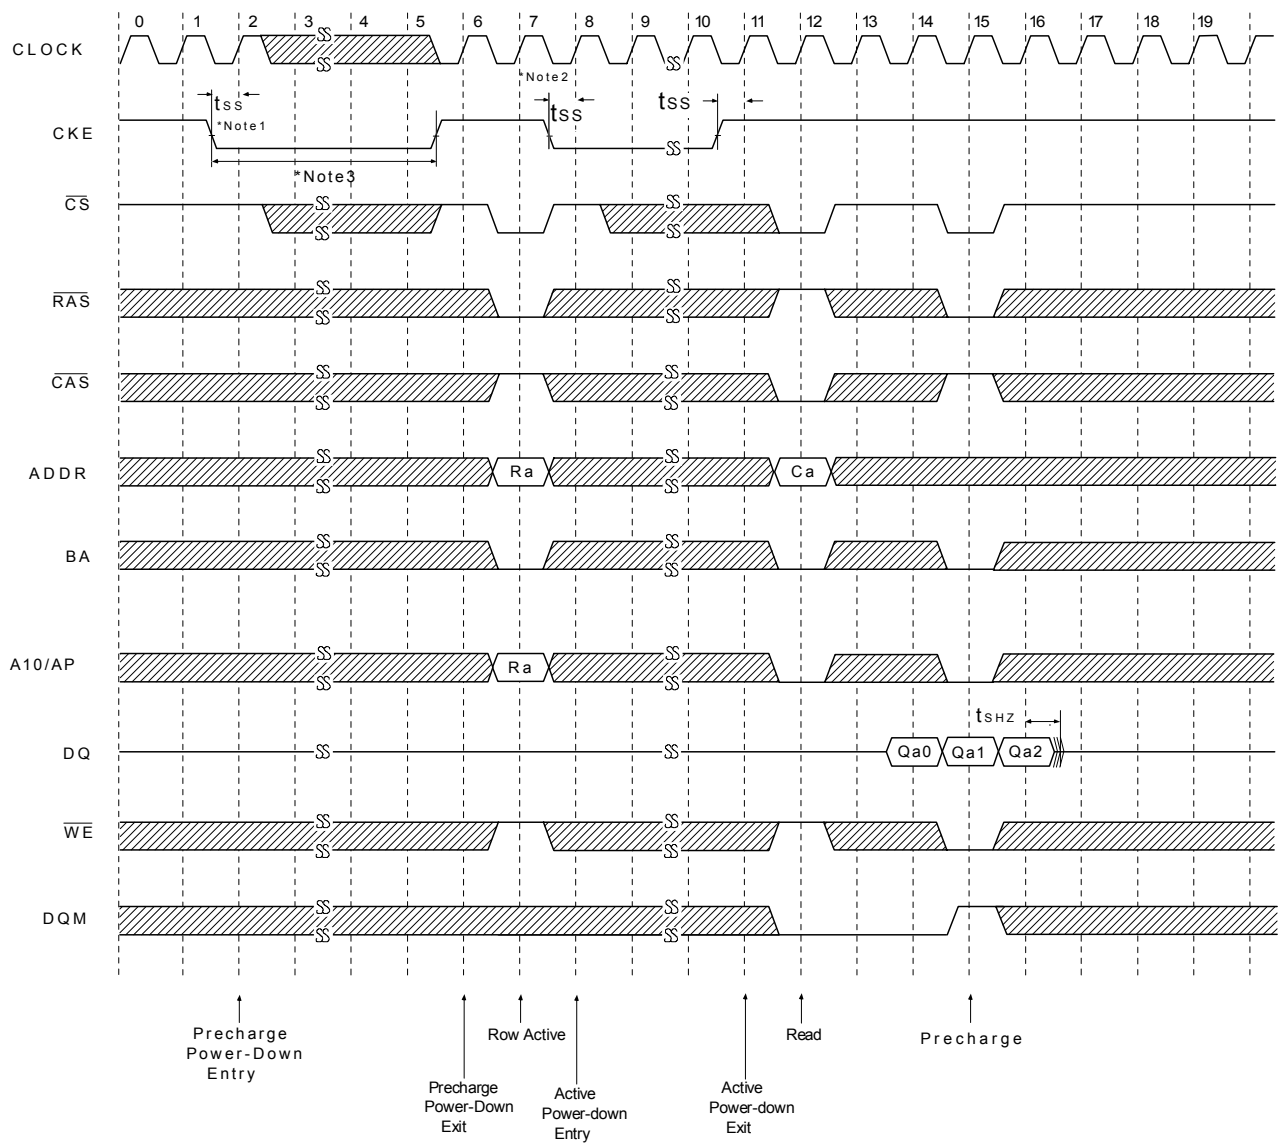 0 1 2 3 4 5 6 7 8 9 10 11 12 13 14 15 16 17 18 19
CLOCK
*Note2
tSS
tSS
tSS
*Note1
CKE
*Note3
CS
RAS
CAS
ADDR
Ra
Ca
BA
A10/AP
Ra
tSHZ
DQ
Qa0
Qa1
Qa2
WE
DQM
Precharge
Power-Down
Entry
Row Active
Read
Precharge
Precharge
Power-Down
Exit
Active
Power-down
Entry
Active
Power-down
Exit